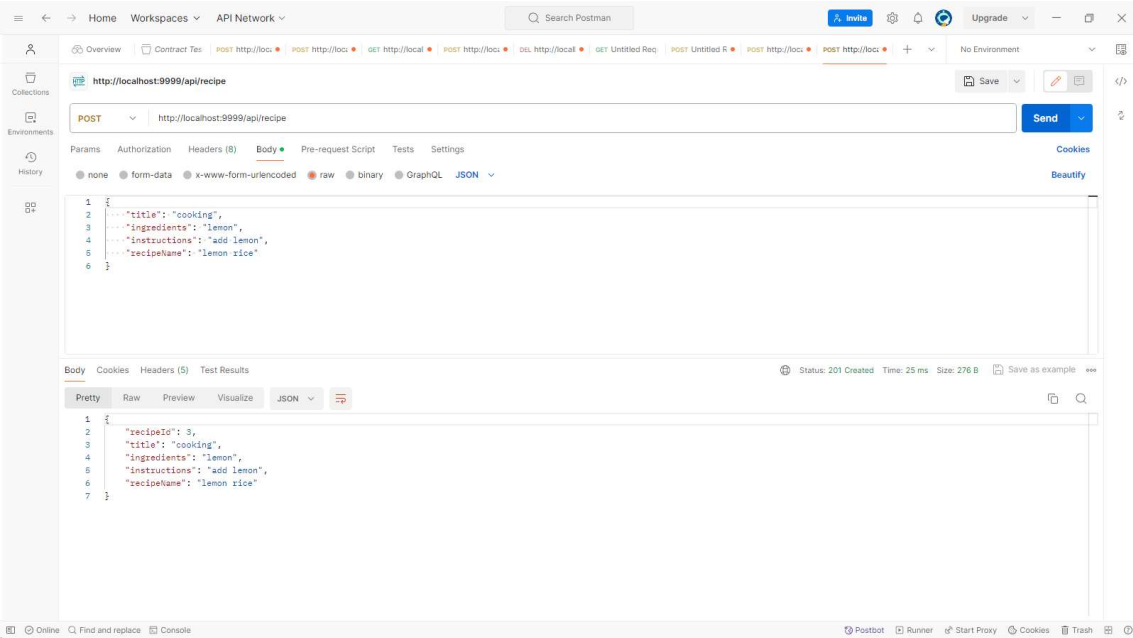 Home Workspaces API Network Search Postman Invite Upgrade
Overview Contract Tes POST http://loca POST http://loca GET http://local POST http://loca DEL http://locall GET Untitled Req POST Untitled R POST http://loca POST http://loca No Environment
http://localhost:9999/api/recipe Save
Collections
POST http://localhost:9999/api/recipe Send
Environments
Params Authorization Headers (8) Body Pre-request Script Tests Settings Cookies
History
none form-data x-www-form-urlencoded raw binary GraphQL JSON Beautify
1 {
2 "title": "cooking",
3 "ingredients": "lemon",
4 "instructions": "add lemon",
5 "recipeName": "lemon rice"
6 }
Body Cookies Headers (5) Test Results Status: 201 Created Time: 25 ms Size: 276 B Save as example
Pretty Raw Preview Visualize JSON
1 {
2 "recipeId": 3,
3 "title": "cooking",
4 "ingredients": "lemon",
5 "instructions": "add lemon",
6 "recipeName": "lemon rice"
7 }
Online Find and replace Console Postbot Runner Start Proxy Cookies Trash